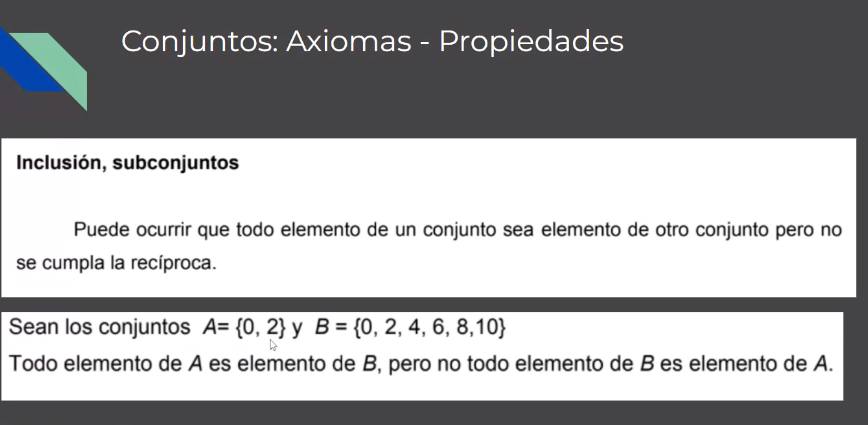 Conjuntos: Axiomas - Propiedades
Inclusión, subconjuntos
Puede ocurrir que todo elemento de un conjunto sea elemento de otro conjunto pero no
se cumpla la recíproca.
Sean los conjuntos A= {0, 2} y B = {0, 2, 4, 6, 8,10}
Todo elemento de A es elemento de B, pero no todo elemento de B es elemento de A.